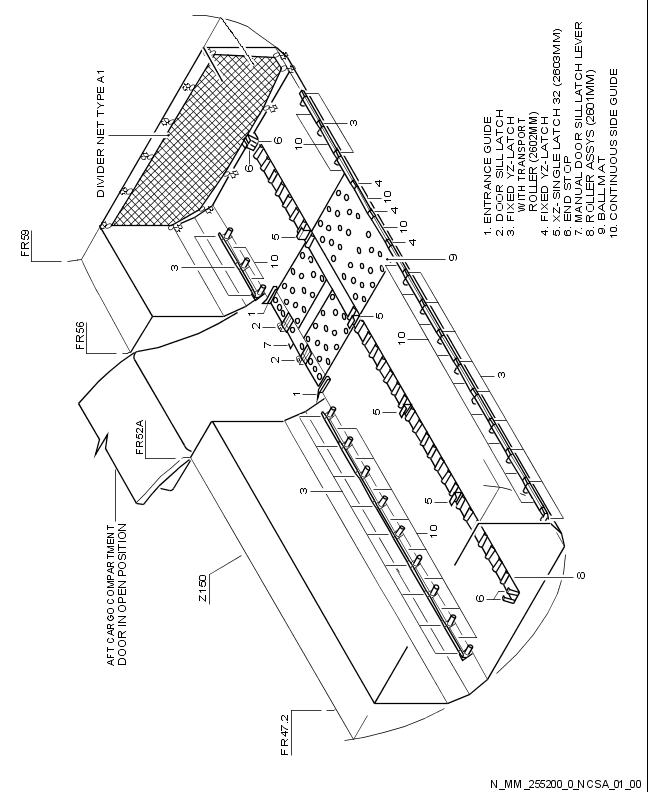 DIVIDER NET TYPE A1
FR59
FR56
FR52A
AFT CARGO COMPARTMENT
DOOR IN OPEN POSITION
Z150
FR47.2
1. ENTRANCE GUIDE
2. DOOR SILL LATCH
3. FIXED YZ-LATCH
WITH TRANSPORT
ROLLER (2602MM)
4. FIXED YZ-LATCH
5. XZ- SINGLE LATCH 32 (2603MM)
6. END STOP
7. MANUAL DOOR SILL LATCH LEVER
8. ROLLER ASSYS (2601MM)
9. BALL MAT
10. CONTINUOUS SIDE GUIDE
3
10
6
6
4
10
4
10
4
5
9
3
10
1
2
7
2
1
5
10
3
5
3
5
10
8
6
N_MM_255200_0_NCSA_01_00